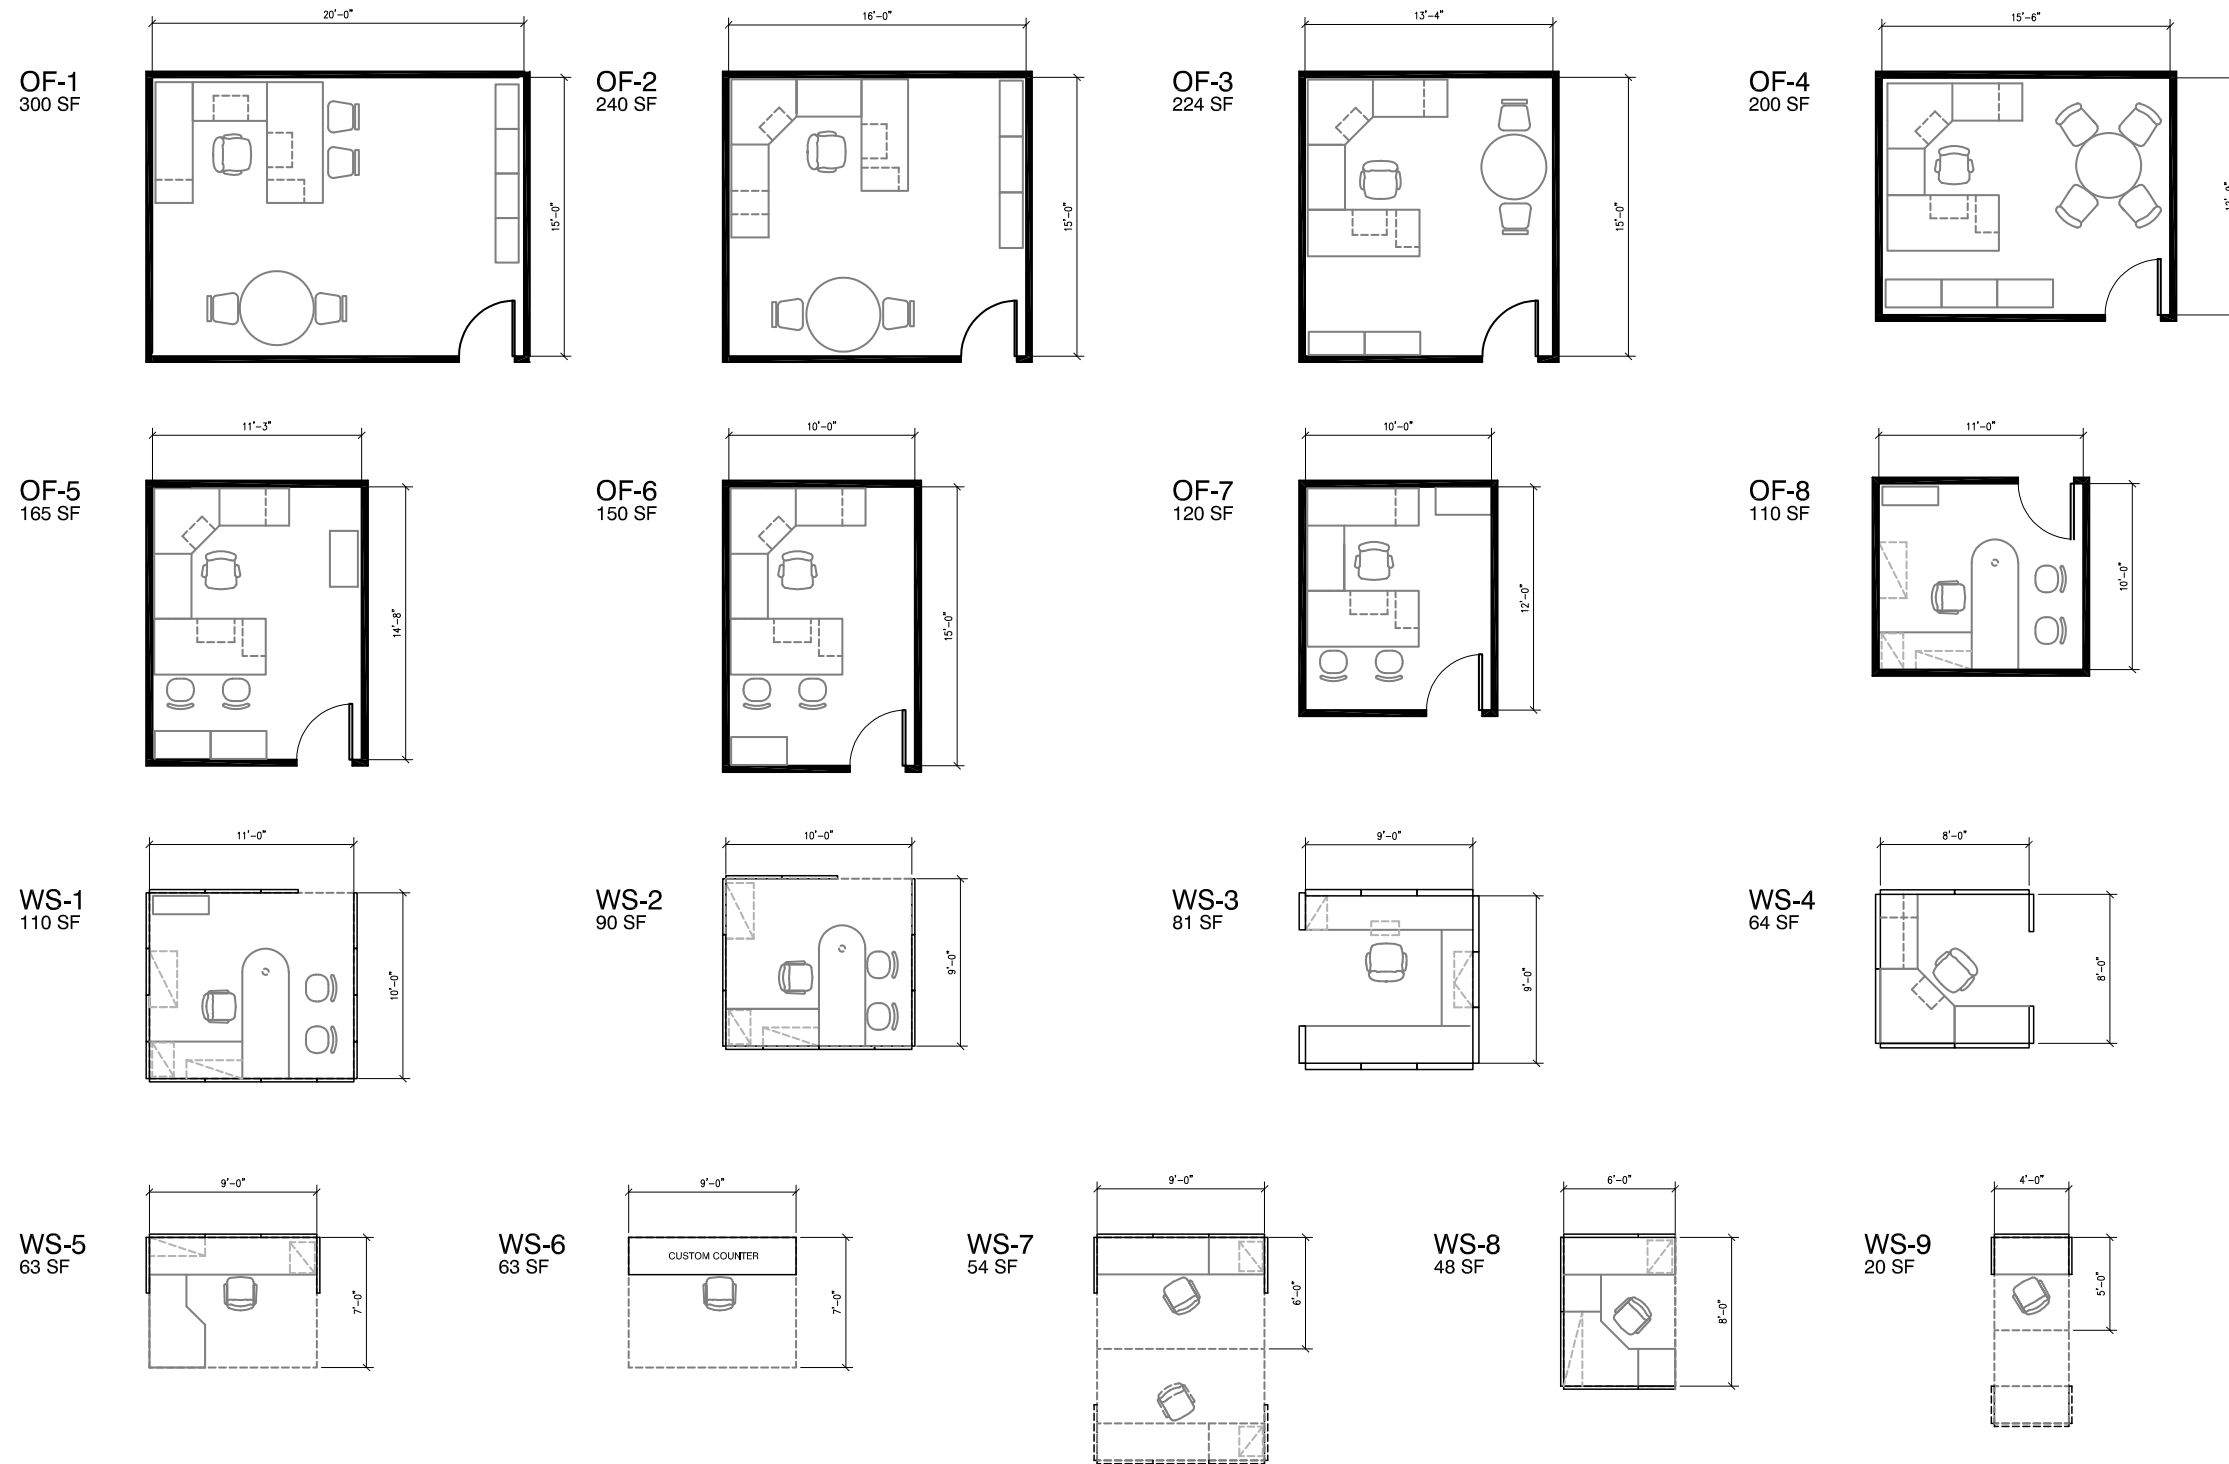 20'-0"
16'-0"
13'-4"
15'-6"
OF-1
300 SF
15'-0"
OF-2
240 SF
15'-0"
OF-3
224 SF
15'-0"
OF-4
200 SF
11'-3"
10'-0"
10'-0"
11'-0"
OF-5
165 SF
14'-8"
OF-6
150 SF
15'-0"
OF-7
120 SF
12'-0"
OF-8
110 SF
10'-0"
11'-0"
10'-0"
9'-0"
8'-0"
WS-1
110 SF
10'-0"
WS-2
90 SF
9'-0"
WS-3
81 SF
9'-0"
WS-4
64 SF
8'-0"
9'-0"
9'-0"
9'-0"
6'-0"
4'-0"
WS-5
63 SF
7'-0"
WS-6
63 SF
CUSTOM COUNTER
7'-0"
WS-7
54 SF
6'-0"
WS-8
48 SF
8'-0"
WS-9
20 SF
5'-0"